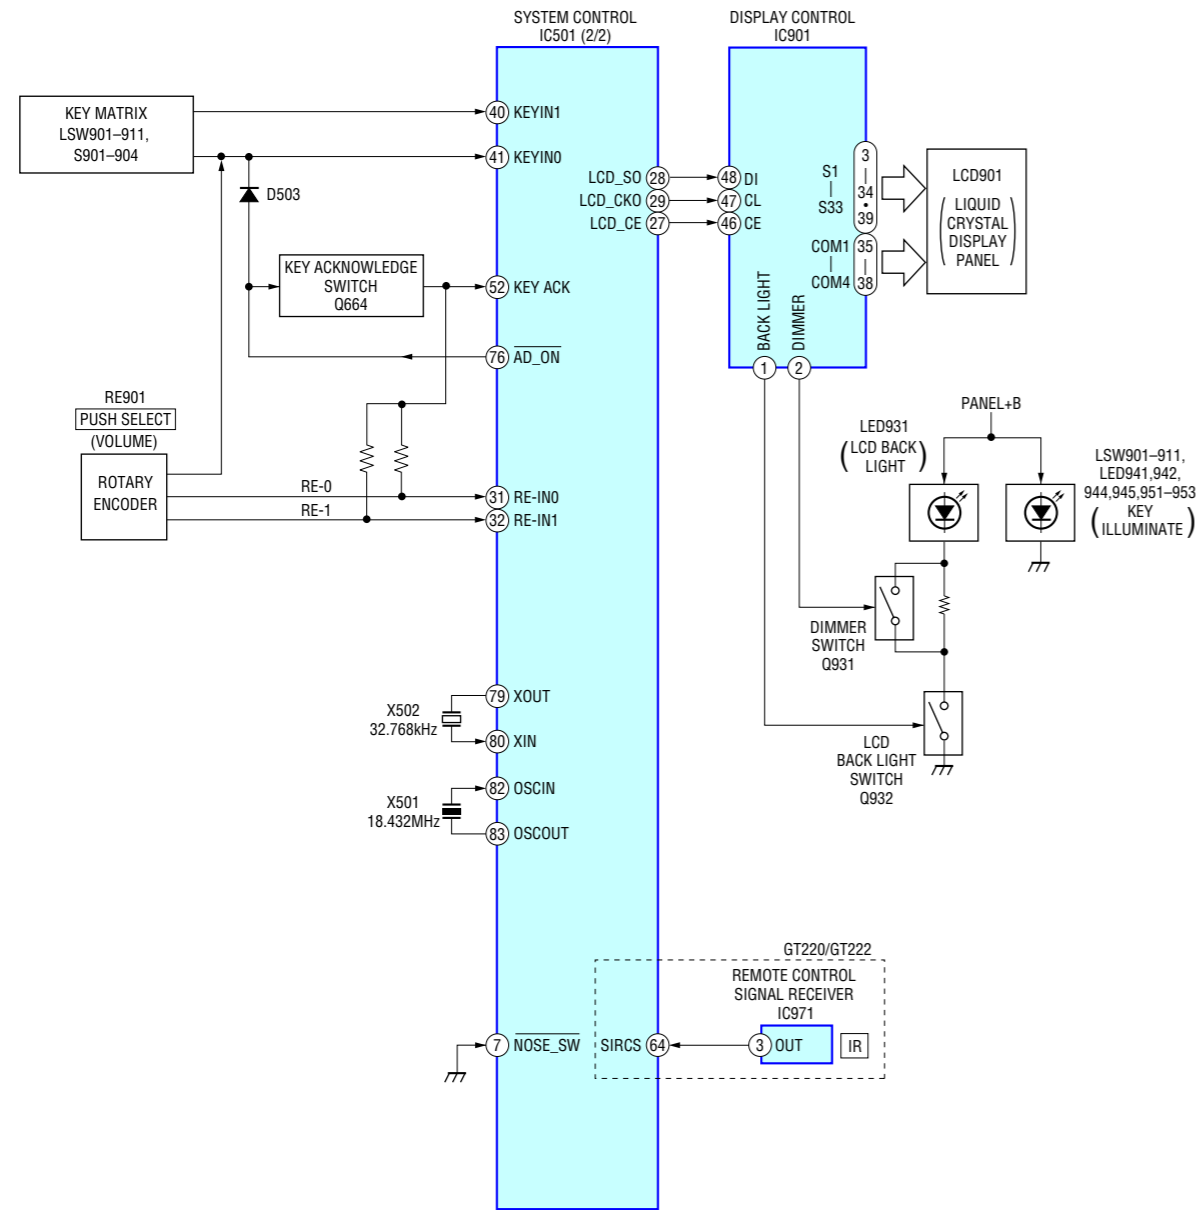 SYSTEM CONTROL
IC501 (2/2)
DISPLAY CONTROL
IC901
KEY MATRIX
LSW901–911,
S901–904
40 KEYIN1
41 KEYIN0
D503
KEY ACKNOWLEDGE
SWITCH
Q664
52 KEY ACK
76 AD_ON
LCD_SO 28
LCD_CKO 29
LCD_CE 27
48 DI
47 CL
46 CE
S1
S33
3
34
39
COM1
COM4
35
38
LCD901
LIQUID
CRYSTAL
DISPLAY
PANEL
BACK LIGHT
DIMMER
1
2
RE901
PUSH SELECT
(VOLUME)
ROTARY
ENCODER
RE-0
RE-1
31 RE-IN0
32 RE-IN1
PANEL+B
LED931
(LCD BACK
LIGHT)
LSW901–911,
LED941,942,
944,945,951–953
(KEY
ILLUMINATE)
DIMMER
SWITCH
Q931
LCD
BACK LIGHT
SWITCH
Q932
X502
32.768kHz
79 XOUT
80 XIN
X501
18.432MHz
82 OSCIN
83 OSCOUT
GT220/GT222
REMOTE CONTROL
SIGNAL RECEIVER
IC971
7 NOSE_SW
SIRCS 64
3 OUT
IR